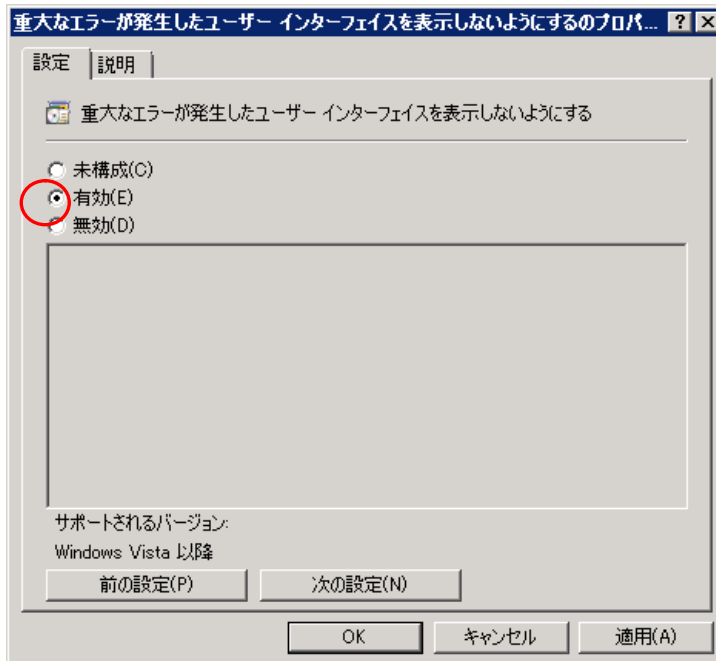 重大なエラーが発生したユーザー インターフェイスを表示しないようにするのプロパ...
設定
説明
重大なエラーが発生したユーザー インターフェイスを表示しないようにする
未構成(C)
有効(E)
無効(D)
サポートされるバージョン:
Windows Vista 以降
前の設定(P)
次の設定(N)
OK
キャンセル
適用(A)